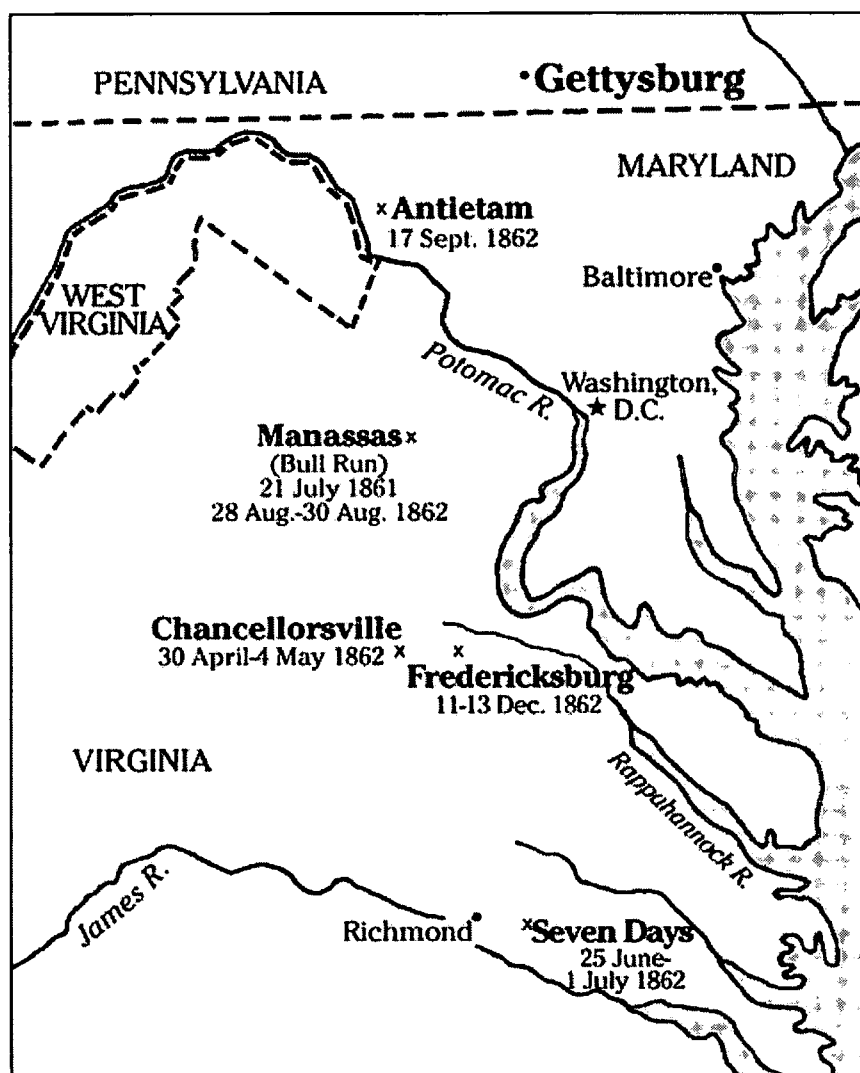 PENNSYLVANIA
Gettysburg
MARYLAND
Antietam
17 Sept. 1862
Baltimore
WEST
VIRGINIA
Potomac R.
Washington,
D.C.
Manassas
(Bull Run)
21 July 1861
28 Aug.-30 Aug. 1862
Chancellorsville
30 April-4 May 1862
Fredericksburg
11-13 Dec. 1862
VIRGINIA
Rappahannock R.
James R.
Richmond
Seven Days
25 June-
1 July 1862